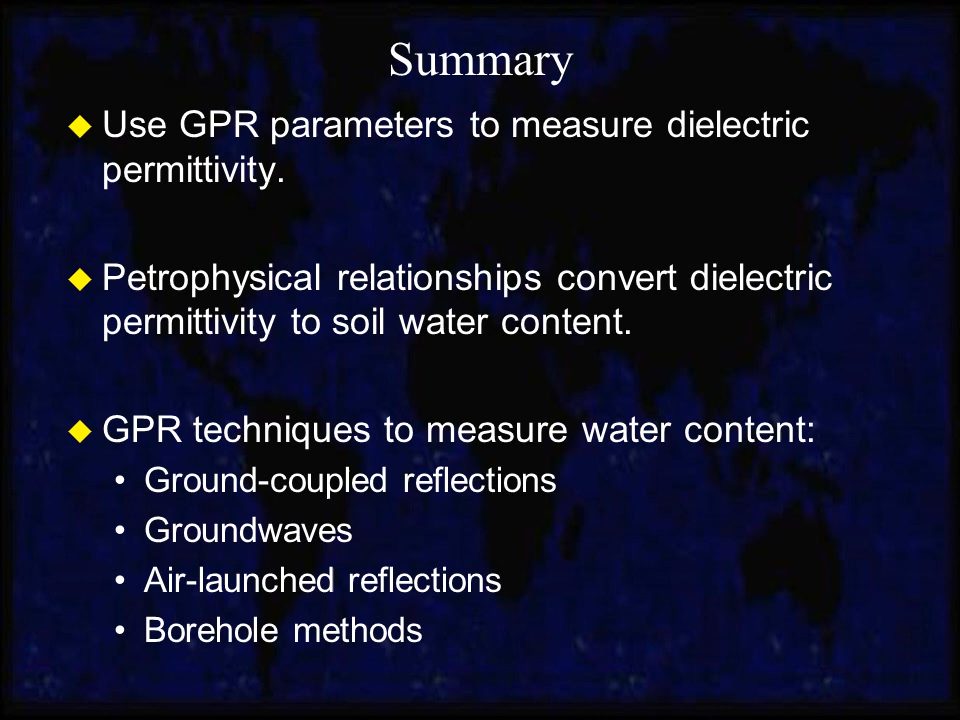 Summary
◆ Use GPR parameters to measure dielectric
permittivity.
◆ Petrophysical relationships convert dielectric
permittivity to soil water content.
◆ GPR techniques to measure water content:
• Ground-coupled reflections
• Groundwaves
• Air-launched reflections
• Borehole methods